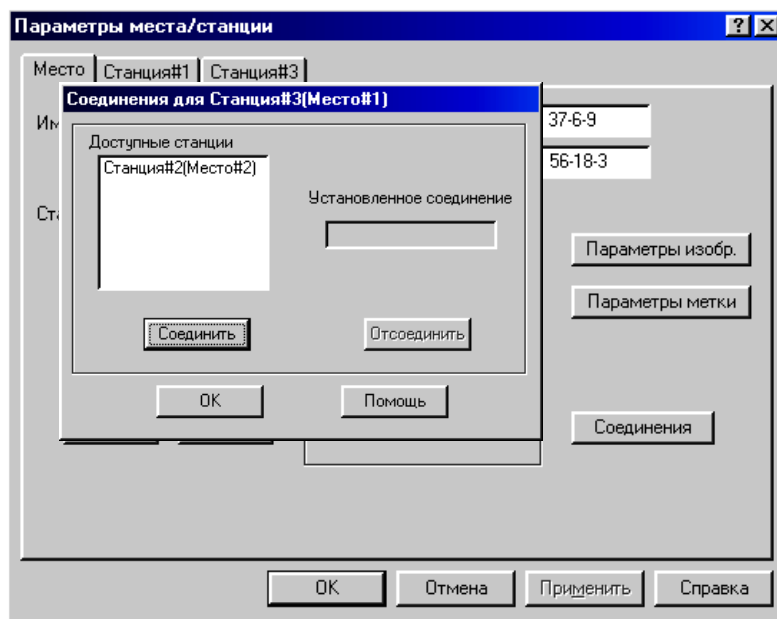 Параметры места/станции
Место Станция#1 Станция#3
Соединения для Станция#3(Место#1)
37-6-9
Доступные станции
56-18-3
Станция#2(Место#2)
Установленное соединение
Параметры изобр.
Параметры метки
Соединить Отсоединить
OK Помощь
Соединения
OK Отмена Применить Справка